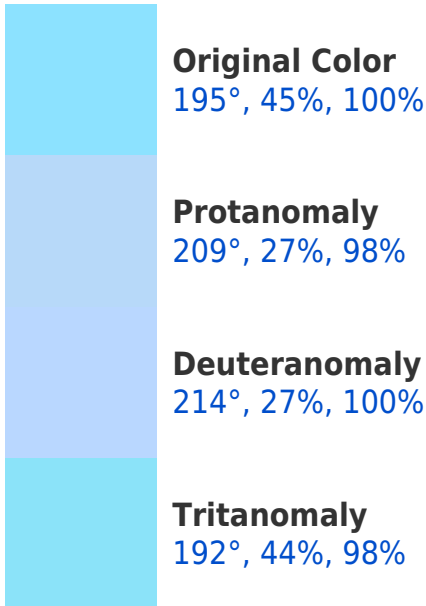 Original Color
195°, 45%, 100%
Protanomaly
209°, 27%, 98%
Deuteranomaly
214°, 27%, 100%
Tritanomaly
192°, 44%, 98%